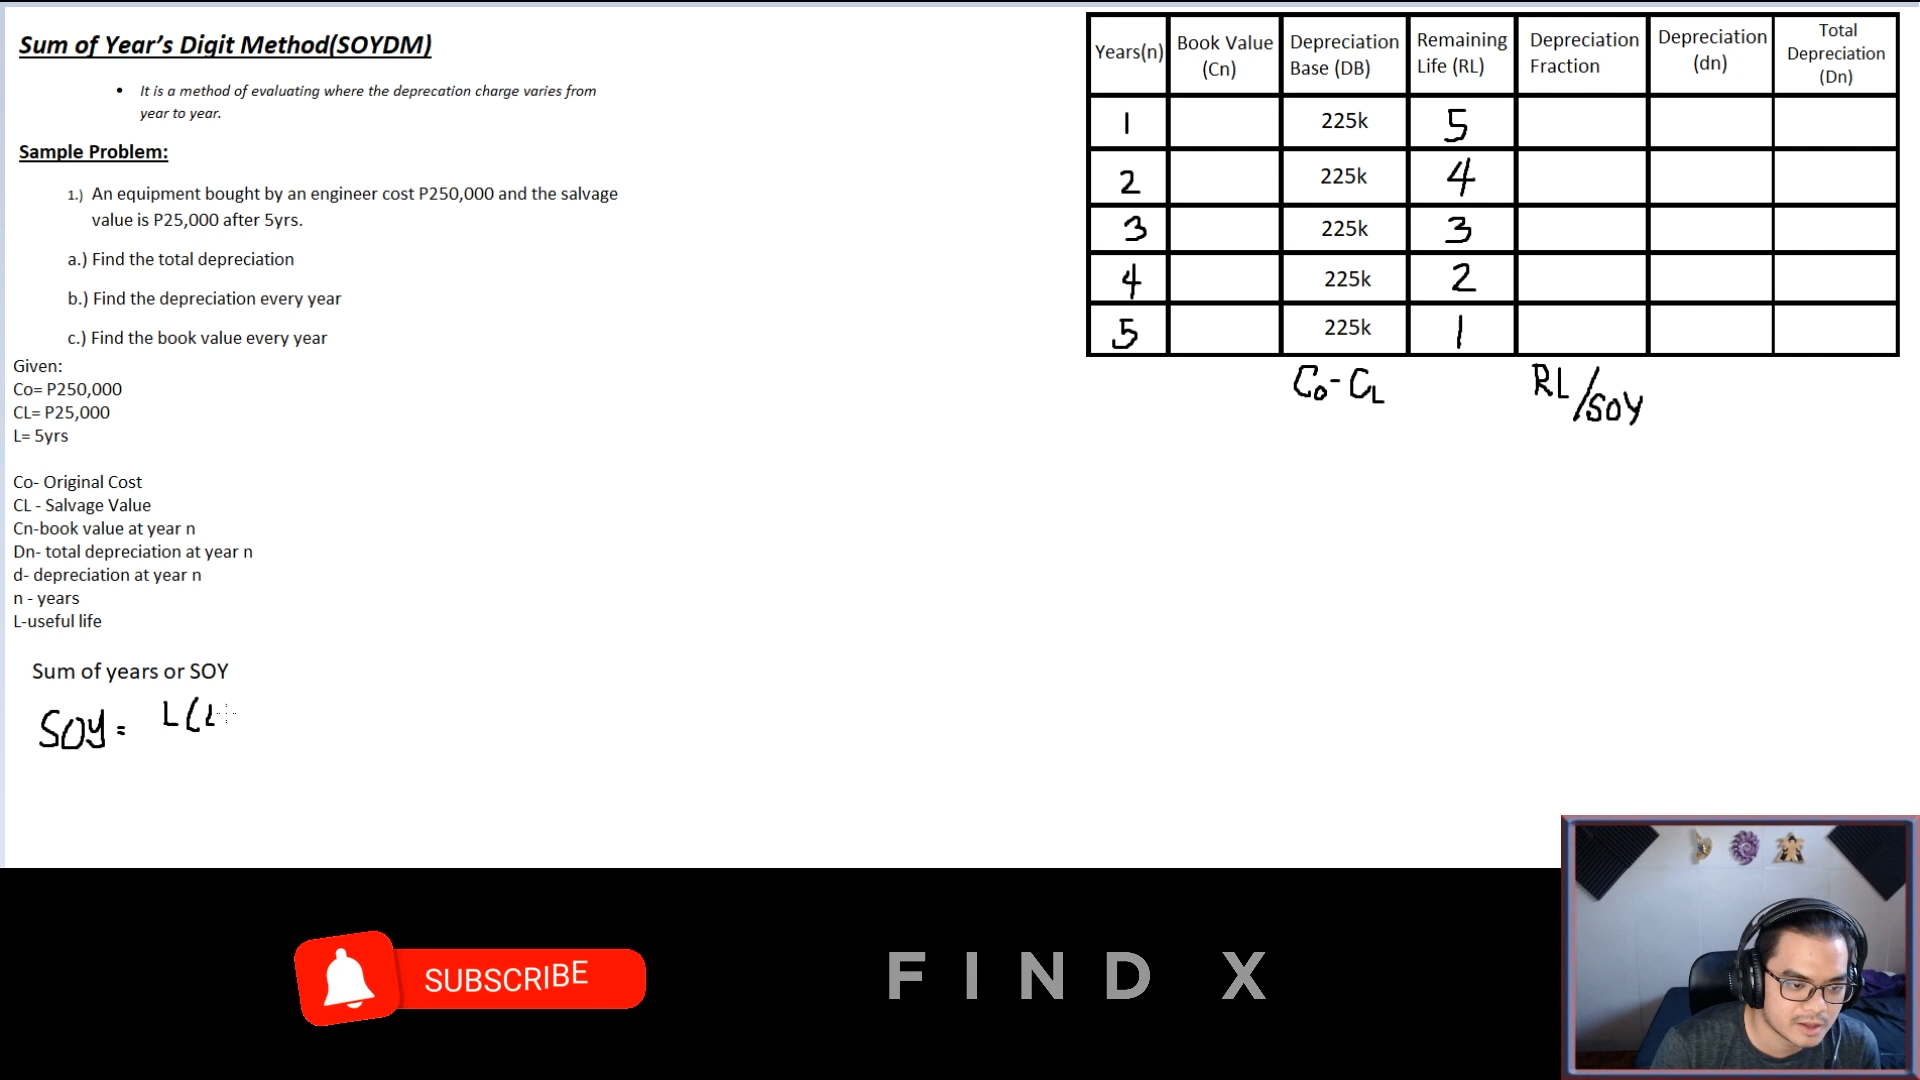 Sum of Year's Digit Method(SOYDM)
• It is a method of evaluating where the deprecation charge varies from
year to year.
Sample Problem:
1.) An equipment bought by an engineer cost P250,000 and the salvage
value is P25,000 after 5yrs.
a.) Find the total depreciation
b.) Find the depreciation every year
c.) Find the book value every year
Given:
Co= P250,000
CL= P25,000
L= 5yrs
Co- Original Cost
CL - Salvage Value
Cn-book value at year n
Dn- total depreciation at year n
d- depreciation at year n
n - years
L-useful life
Sum of years or SOY
SOY = L(L
Years(n) Book Value (Cn) Depreciation Base (DB) Remaining Life (RL) Depreciation Fraction Depreciation (dn) Total Depreciation (Dn)
1 225k 5
2 225k 4
3 225k 3
4 225k 2
5 225k 1
Co-CL RL/SOY
SUBSCRIBE
FIND X